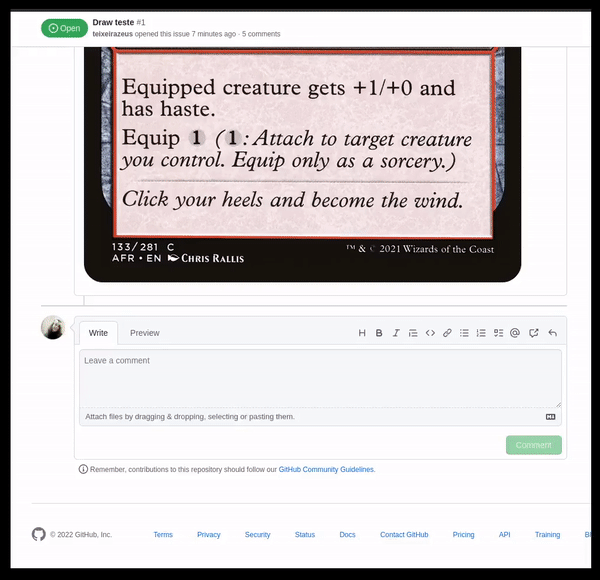 Open
Draw teste #1
teixeirazeus opened this issue 7 minutes ago · 5 comments
Equipped creature gets +1/+0 and
has haste.
Equip 1 (1: Attach to target creature
you control. Equip only as a sorcery.)
Click your heels and become the wind.
133/281 C
™ & © 2021 Wizards of the Coast
AFR • EN Chris Rallis
Write
Preview
Leave a comment
Attach files by dragging & dropping, selecting or pasting them.
Comment
Remember, contributions to this repository should follow our GitHub Community Guidelines.
© 2022 GitHub, Inc.
Terms
Privacy
Security
Status
Docs
Contact GitHub
Pricing
API
Training